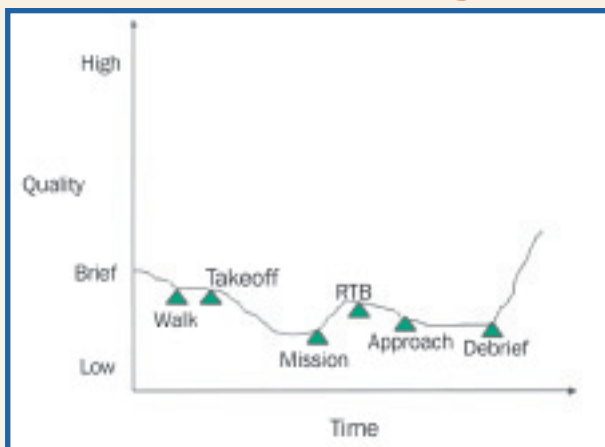 High
Quality
Brief
Takeoff
Walk
RTB
Mission
Approach
Debrief
Low
Time